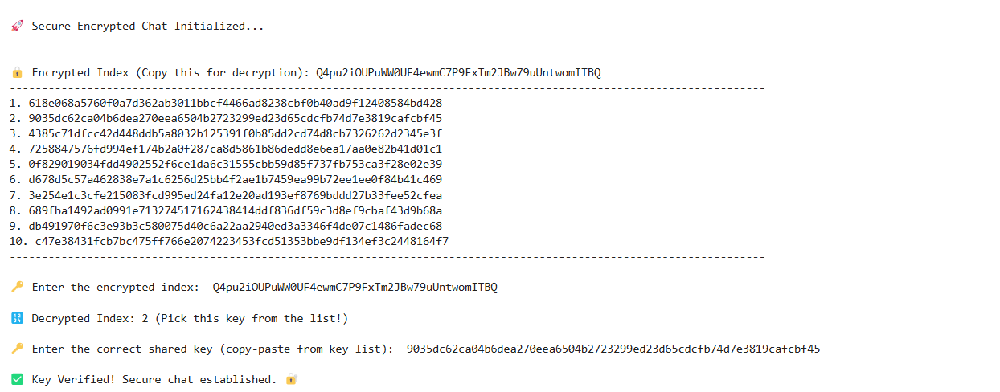 🚀 Secure Encrypted Chat Initialized...
🔒 Encrypted Index (Copy this for decryption): Q4pu2iOUPuWW0UF4ewmC7P9FxTm2JBw79uUntwomITBQ
----------------------------------------------------------------------------------------------------------------------
1. 618e068a5760f0a7d362ab3011bbcf4466ad8238cbf0b40ad9f12408584bd428
2. 9035dc62ca04b6dea270eea6504b2723299ed23d65cdcfb74d7e3819cafcbf45
3. 4385c71dfcc42d448ddb5a8032b125391f0b85dd2cd74d8cb7326262d2345e3f
4. 7258847576fd994ef174b2a0f287ca8d5861b86dedd8e6ea17aa0e82b41d01c1
5. 0f829019034fdd4902552f6ce1da6c31555cbb59d85f737fb753ca3f28e02e39
6. d678d5c57a462838e7a1c6256d25bb4f2ae1b7459ea99b72ee1ee0f84b41c469
7. 3e254e1c3cfe215083fcd995ed24fa12e20ad193ef8769bddd27b33fee52cfea
8. 689fba1492ad0991e713274517162438414ddf836df59c3d8ef9cbaf43d9b68a
9. db491970f6c3e93b3c580075d40c6a22aa2940ed3a3346f4de07c1486fadec68
10. c47e38431fcb7bc475ff766e2074223453fcd51353bbe9df134ef3c2448164f7
----------------------------------------------------------------------------------------------------------------------
🔑 Enter the encrypted index:  Q4pu2iOUPuWW0UF4ewmC7P9FxTm2JBw79uUntwomITBQ
🔢 Decrypted Index: 2 (Pick this key from the list!)
🔑 Enter the correct shared key (copy-paste from key list):  9035dc62ca04b6dea270eea6504b2723299ed23d65cdcfb74d7e3819cafcbf45
✅ Key Verified! Secure chat established. 🔐